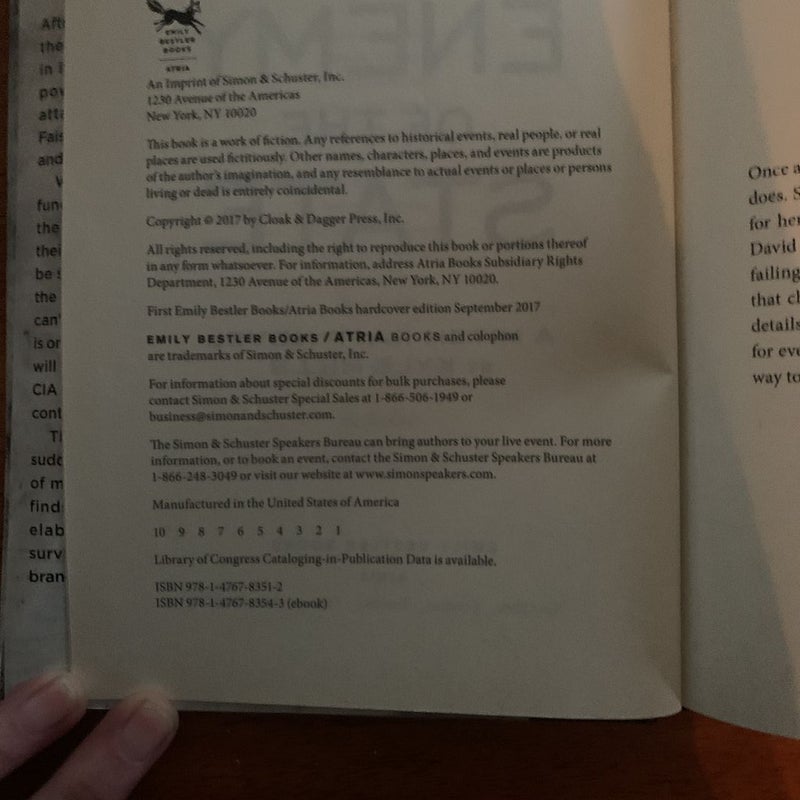 Afte
the
in
pow
atte
Fais
and
fun
the
thei
be s
the
can'
is or
will
CIA
cont
sudd
of m
find
elab
surv
bran
EMILY
BESTLER
BOOKS
ATRIA
An Imprint of Simon & Schuster, Inc.
1230 Avenue of the Americas
New York, NY 10020
This book is a work of fiction. Any references to historical events, real people, or real
places are used fictitiously. Other names, characters, places, and events are products
of the author's imagination, and any resemblance to actual events or places or persons
living or dead is entirely coincidental.
Copyright © 2017 by Cloak & Dagger Press, Inc.
All rights reserved, including the right to reproduce this book or portions thereof
in any form whatsoever. For information, address Atria Books Subsidiary Rights
Department, 1230 Avenue of the Americas, New York, NY 10020.
First Emily Bestler Books/Atria Books hardcover edition September 2017
EMILY BESTLER BOOKS / ATRIA BOOKS and colophon
are trademarks of Simon & Schuster, Inc.
For information about special discounts for bulk purchases, please
contact Simon & Schuster Special Sales at 1-866-506-1949 or
business@simonandschuster.com.
The Simon & Schuster Speakers Bureau can bring authors to your live event. For more
information, or to book an event, contact the Simon & Schuster Speakers Bureau at
1-866-248-3049 or visit our website at www.simonspeakers.com.
Manufactured in the United States of America
10 9 8 7 6 5 4 3 2 1
Library of Congress Cataloging-in-Publication Data is available.
ISBN 978-1-4767-8351-2
ISBN 978-1-4767-8354-3 (ebook)
Once a
does. S
for her
David
failing
that cl
details
for eve
way to